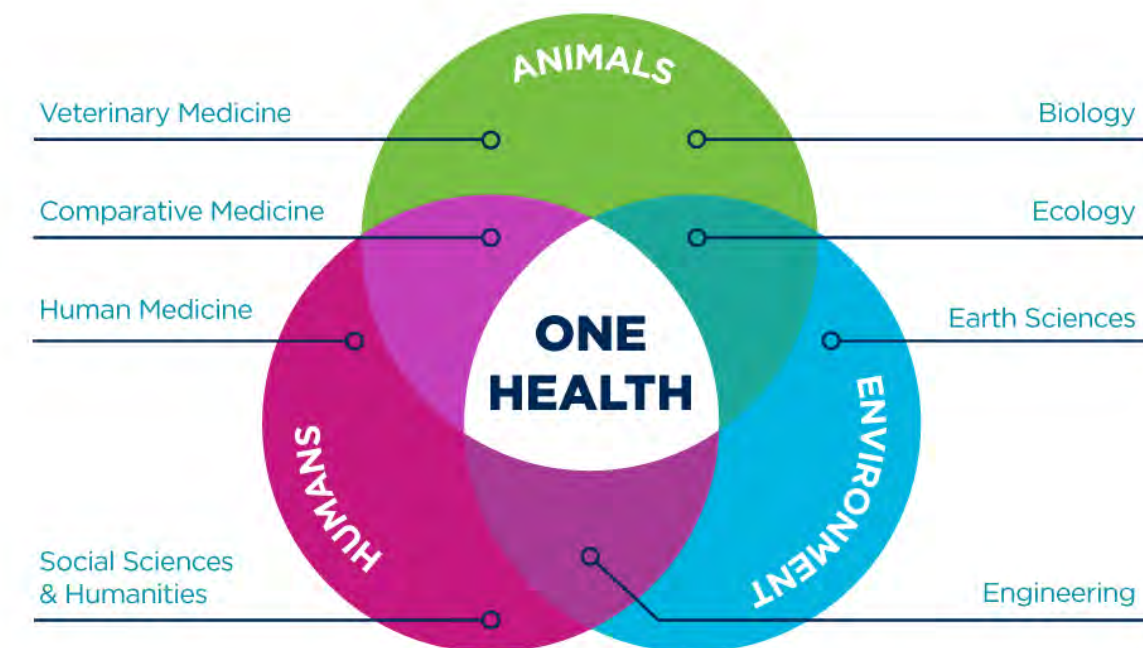 ANIMALS
Veterinary Medicine
Biology
Comparative Medicine
Ecology
Human Medicine
Earth Sciences
ONE
HEALTH
HUMANS
ENVIRONMENT
Social Sciences
& Humanities
Engineering